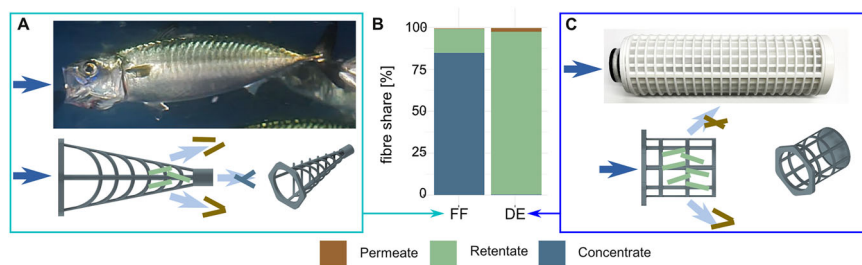 A
B
C
fibre share [%]
100
75
50
25
0
FF
DE
Permeate
Retentate
Concentrate